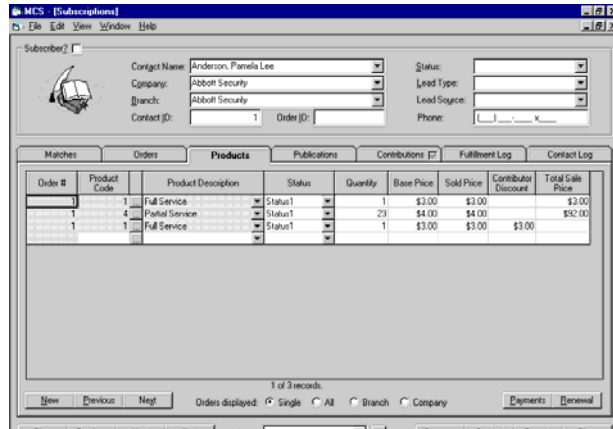 MCS - [Subscriptions]
File Edit View Window Help
Subscriber?
Contact Name: Anderson, Pamela Lee Status:
Company: Abbott Security Lead Type:
Branch: Abbott Security Lead Source:
Contact ID: 1 Order ID: Phone: (___)___-____ x____
Matches Orders Products Publications Contributions Fulfillment Log Contact Log
Order # Product Code Product Description Status Quantity Base Price Sold Price Contributor Discount Total Sale Price
1 1 ... Full Service Status1 1 $3.00 $3.00 $3.00
1 4 ... Partial Service Status1 23 $4.00 $4.00 $92.00
1 1 ... Full Service Status1 1 $3.00 $3.00 $3.00
1 of 3 records.
New Previous Next Orders displayed: Single All Branch Company Payments Renewal